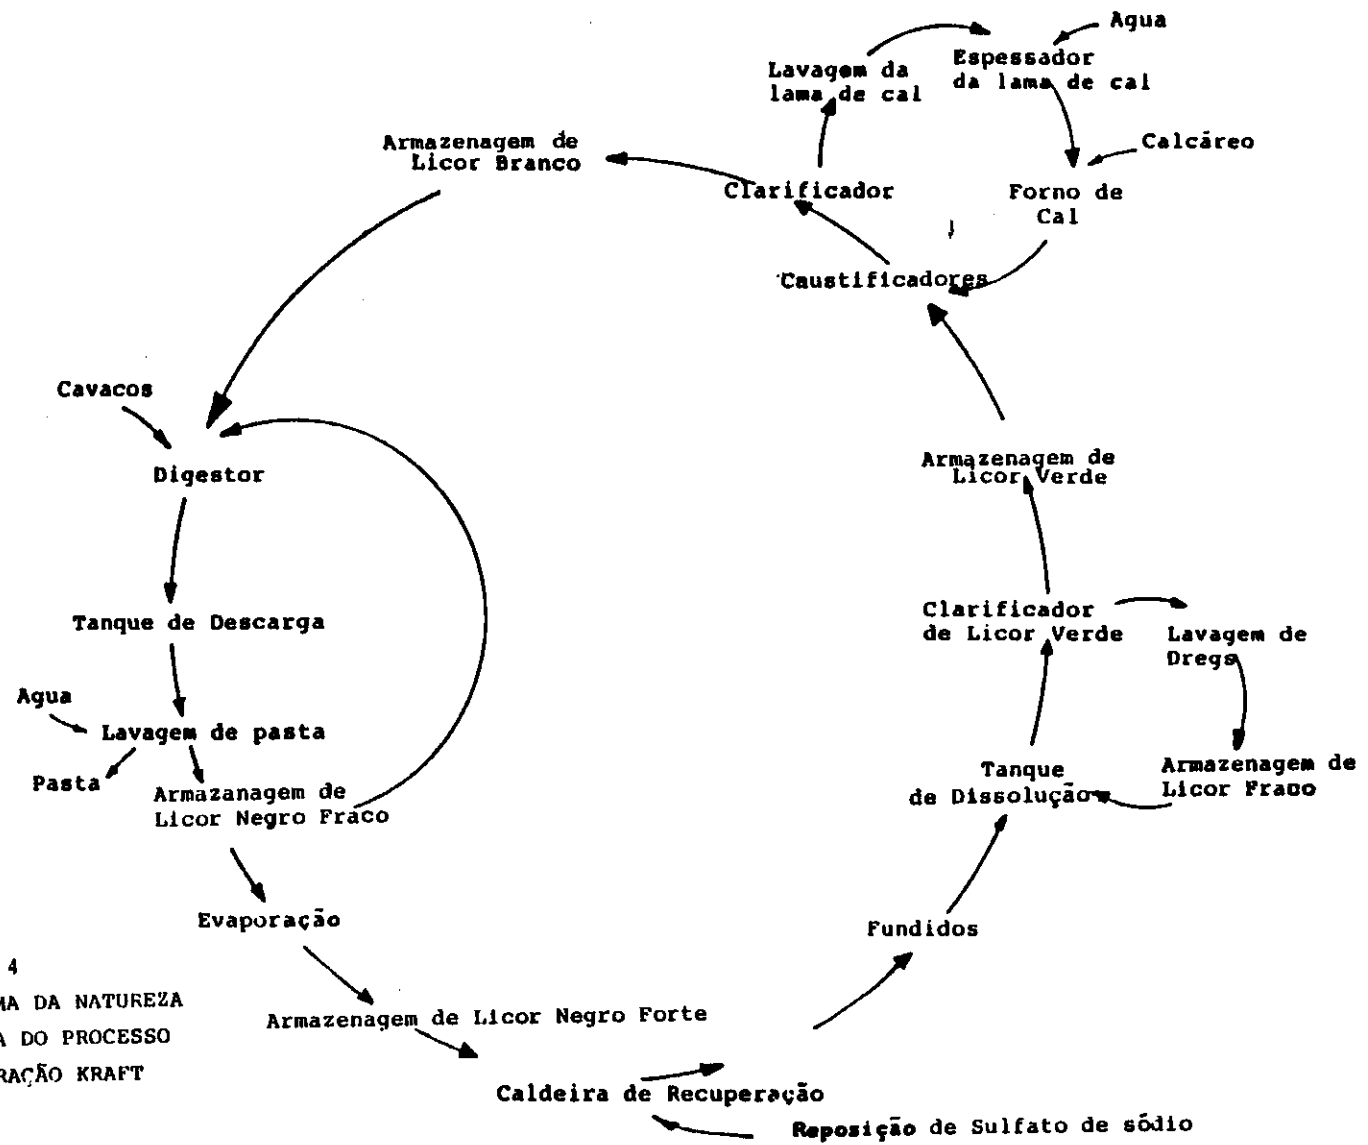 Agua
Espessador
da lama de cal
Lavagem da
lama de cal
Calcáreo
Armazenagem de
Licor Branco
Clarificador
Forno de
Cal
Caustificadores
Cavacos
Digestor
Armazenagem de
Licor Verde
Tanque de Descarga
Clarificador
de Licor Verde
Lavagem de
Dregs
Agua
Lavagem de pasta
Pasta
Armazanagem de
Licor Negro Fraco
Tanque
de Dissolução
Armazenagem de
Licor Fraco
Evaporação
Fundidos
4
MA DA NATUREZA
A DO PROCESSO
RAÇÃO KRAFT
Armazenagem de Licor Negro Forte
Caldeira de Recuperação
Reposição de Sulfato de sódio